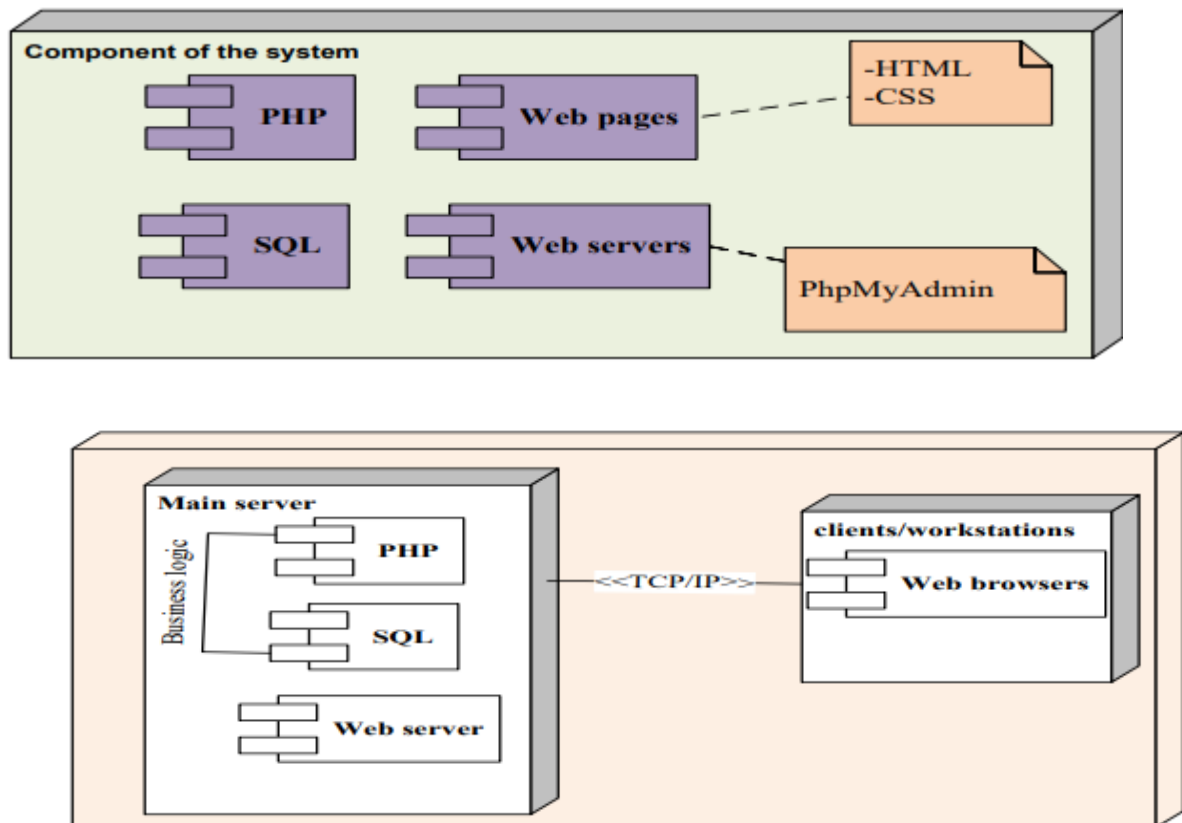 Component of the system
PHP
Web pages
-HTML
-CSS
SQL
Web servers
PhpMyAdmin
Main server
Business logic
PHP
SQL
Web server
<<TCP/IP>>
clients/workstations
Web browsers